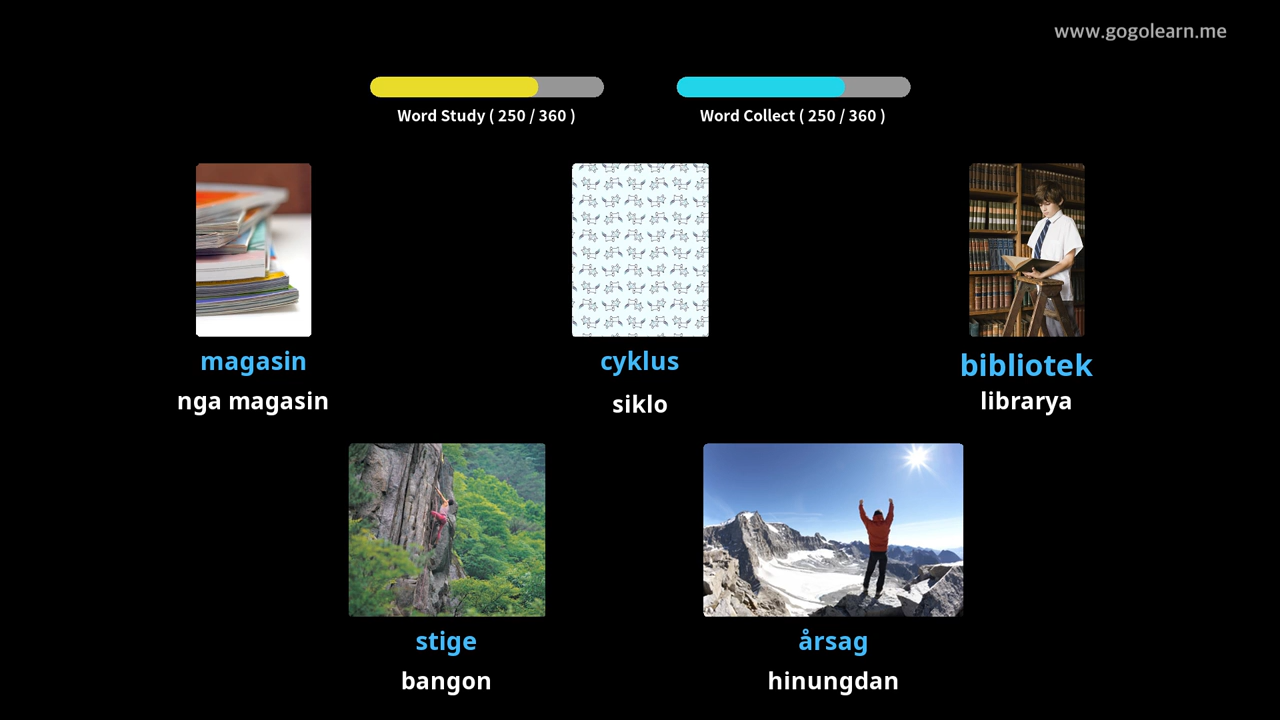 www.gogolearn.me
Word Study ( 250 / 360 )
Word Collect ( 250 / 360 )
magasin
nga magasin
cyklus
siklo
bibliotek
librarya
stige
bangon
årsag
hinungdan